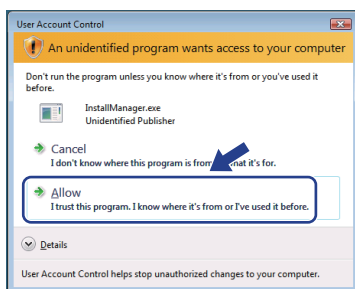 User Account Control
An unidentified program wants access to your computer
Don't run the program unless you know where it's from or you've used it
before.
InstallManager.exe
Unidentified Publisher
Cancel
I don't know where this program is from hat it's for.
Allow
I trust this program. I know where it's from or I've used it before.
Details
User Account Control helps stop unauthorized changes to your computer.